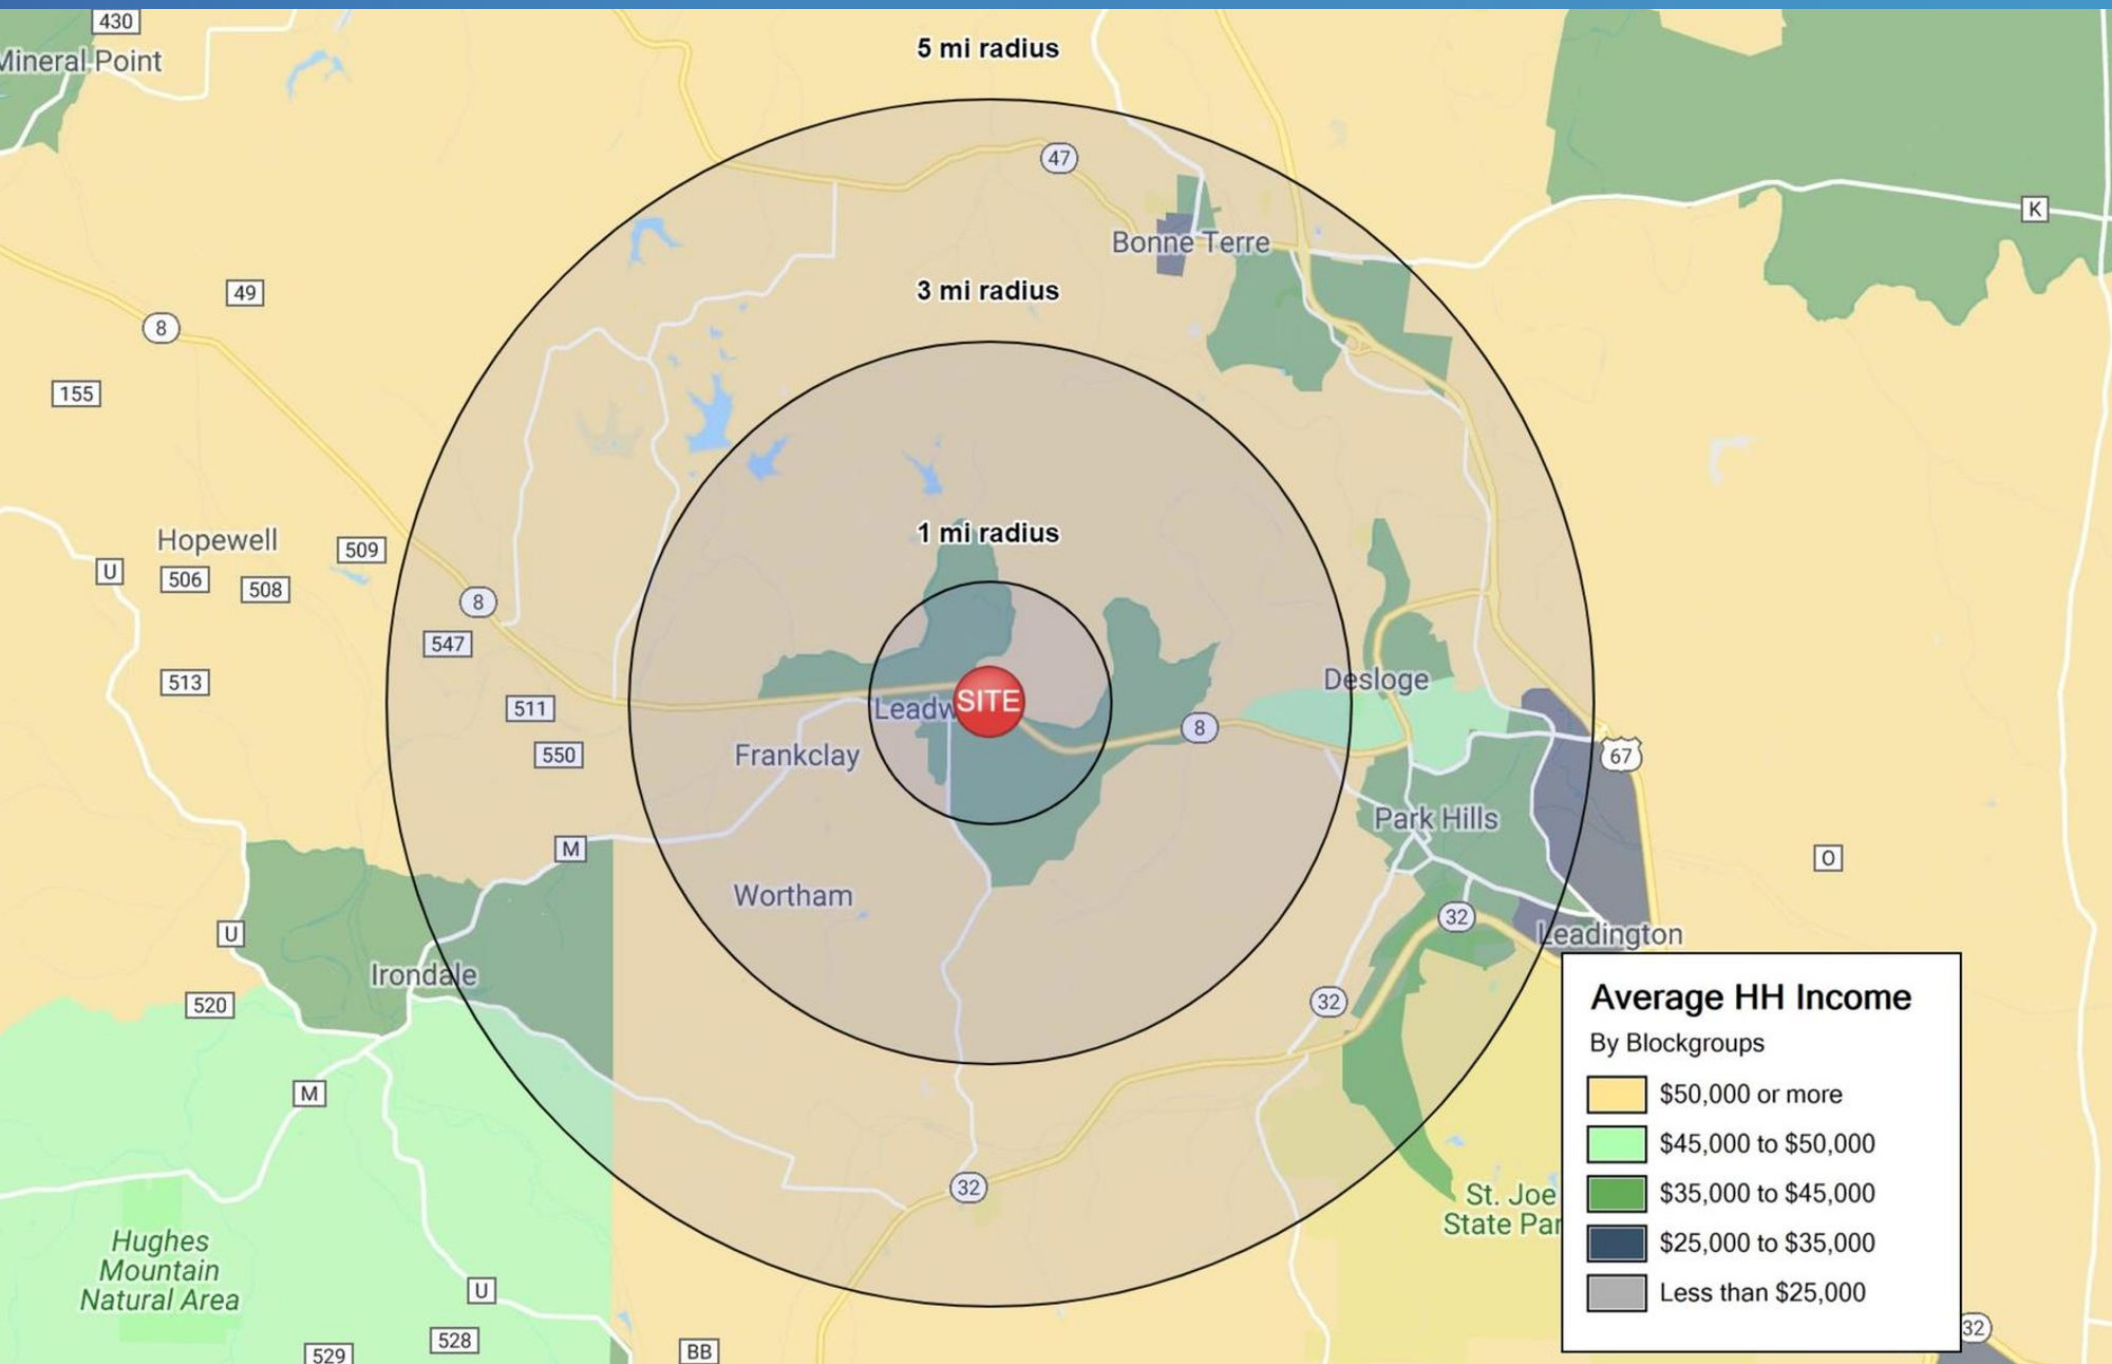 430
Mineral Point
5 mi radius
47
K
Bonne Terre
49
3 mi radius
8
155
1 mi radius
Hopewell
509
U
506
508
8
547
Desloge
513
SITE
511
Leadw
8
550
Frankclay
67
Park Hills
M
O
Wortham
32
U
Leadington
Irondale
520
32
M
32
St. Joe
State Par
Hughes
Mountain
Natural Area
U
528
529
BB
32
Average HH Income
By Blockgroups
$50,000 or more
$45,000 to $50,000
$35,000 to $45,000
$25,000 to $35,000
Less than $25,000